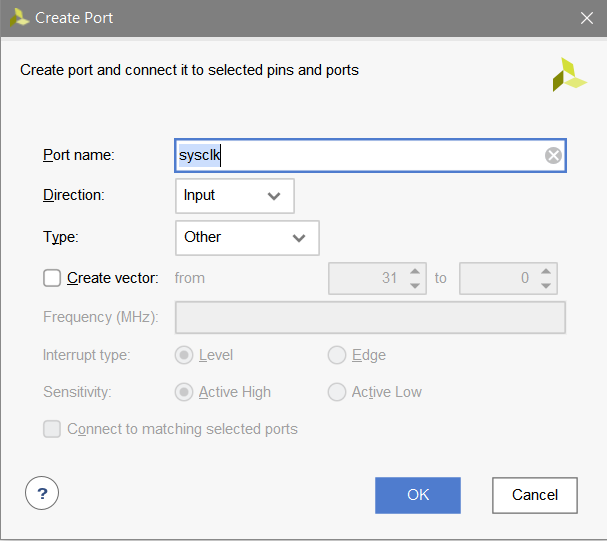 Create Port
Create port and connect it to selected pins and ports
Port name: sysclk
Direction: Input
Type: Other
Create vector: from 31 to 0
Frequency (MHz):
Interrupt type: Level Edge
Sensitivity: Active High Active Low
Connect to matching selected ports
? OK Cancel